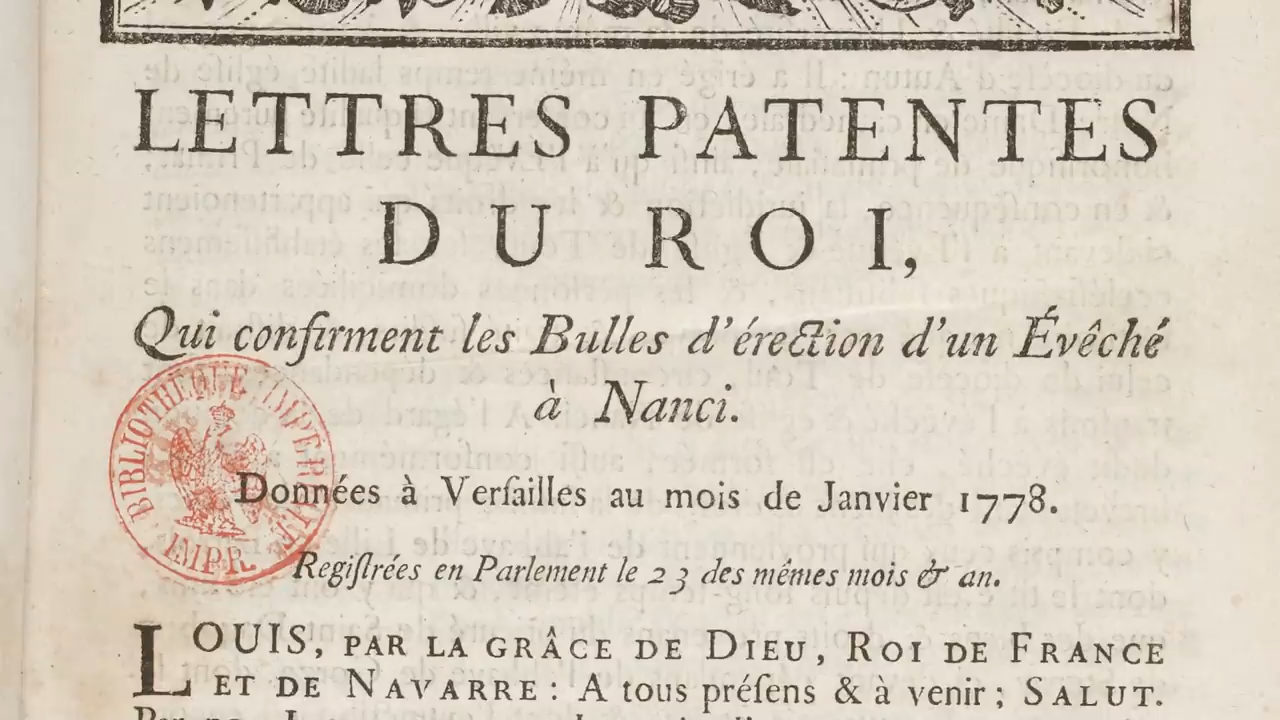 LETTRES PATENTES
DU ROI,
Qui confirment les Bulles d'érection d'un Évêché
à Nanci.
BIBLIOTHEQUE IMPERIALE
IMPR.
Données à Verſailles au mois de Janvier 1778.
Regiſtrées en Parlement le 23 des mêmes mois & an.
LOUIS, PAR LA GRÂCE DE DIEU, ROI DE FRANCE
ET DE NAVARRE: A tous préſens & à venir; SALUT.